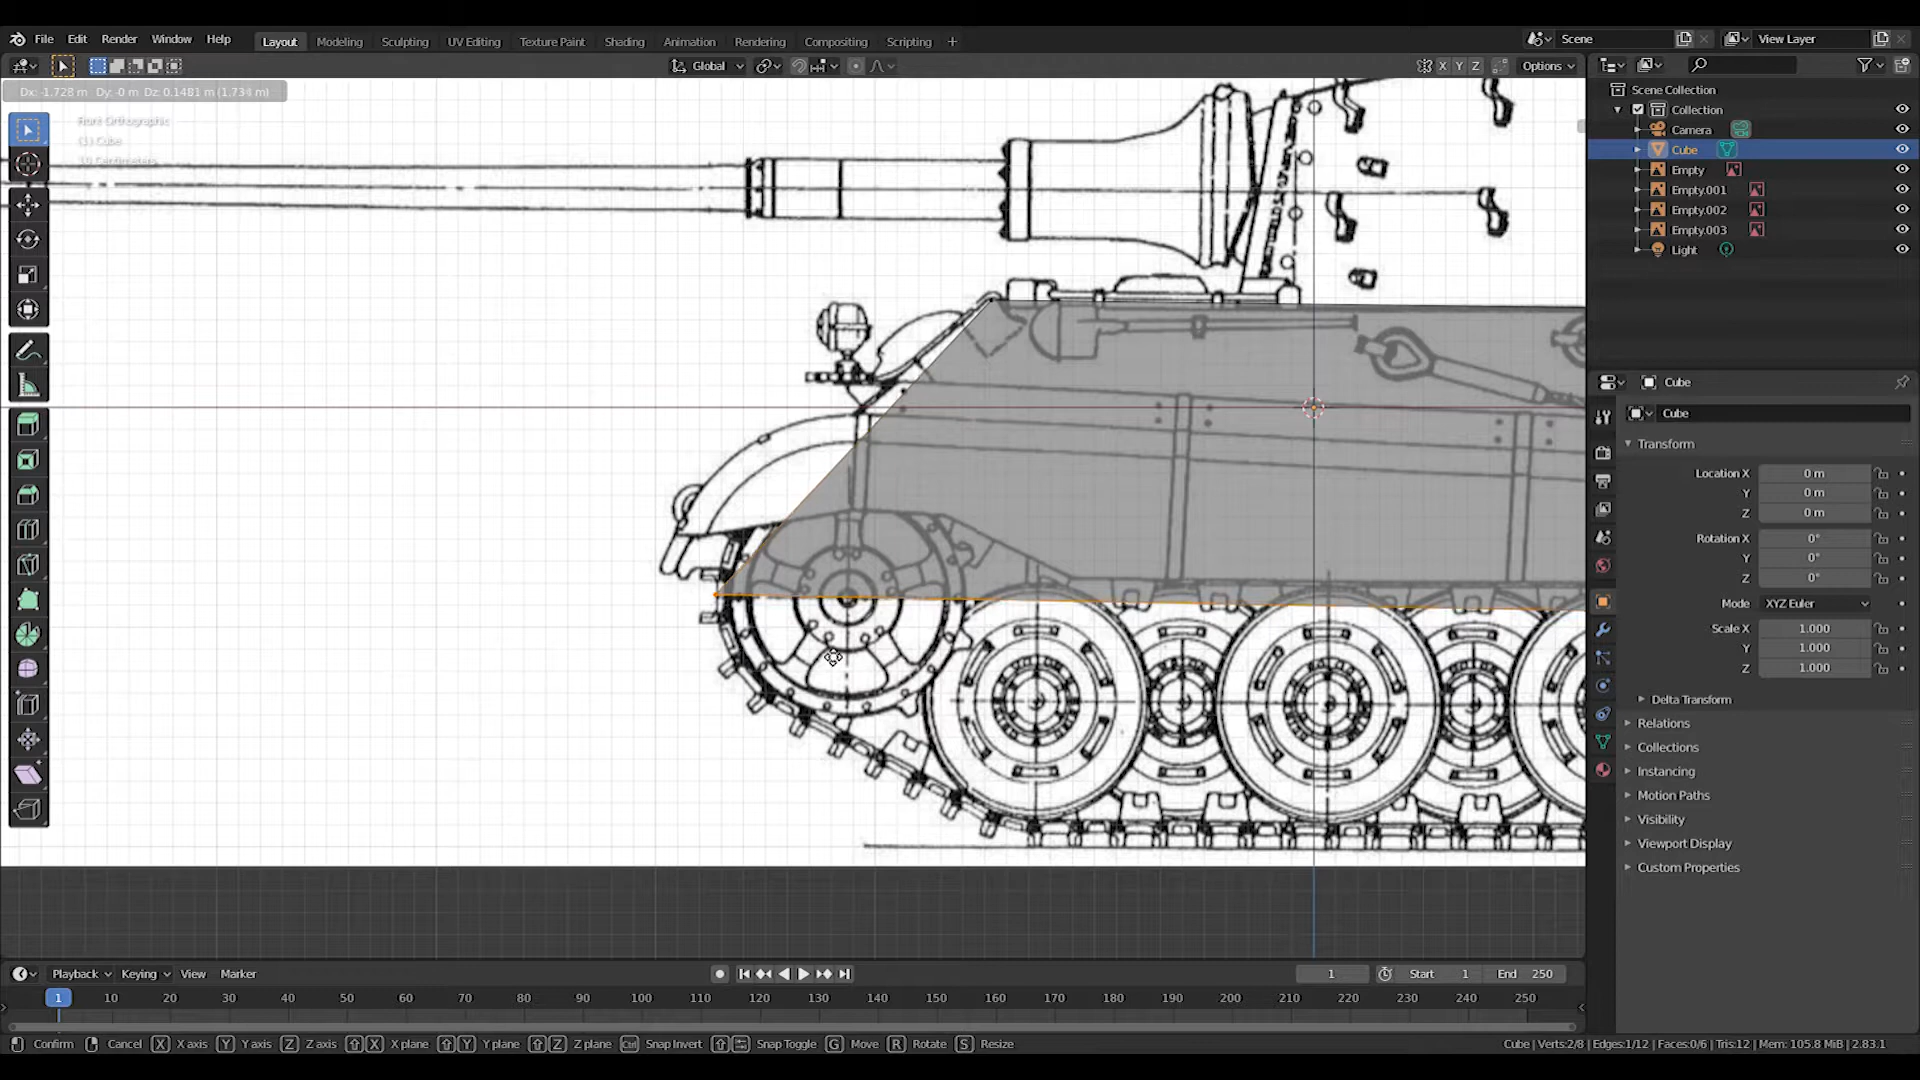 File Edit Render Window Help
Layout Modeling Sculpting UV Editing Texture Paint Shading Animation Rendering Compositing Scripting +
Scene
View Layer
Global
X Y Z
Options
Dx: -1.728 m Dy: -0 m Dz: 0.1481 m (1.734 m)
Front Orthographic
(1) Cube
10 Centimeters
Scene Collection
Collection
Camera
Cube
Empty
Empty.001
Empty.002
Empty.003
Light
Cube
Cube
Transform
Location X 0 m
Y 0 m
Z 0 m
Rotation X 0°
Y 0°
Z 0°
Mode XYZ Euler
Scale X 1.000
Y 1.000
Z 1.000
Delta Transform
Relations
Collections
Instancing
Motion Paths
Visibility
Viewport Display
Custom Properties
Playback Keying View Marker
1
Start 1
End 250
1 10 20 30 40 50 60 70 80 90 100 110 120 130 140 150 160 170 180 190 200 210 220 230 240 250
Confirm Cancel X X axis Y Y axis Z Z axis X X plane Y Y plane Z Z plane Ctrl Snap Invert Snap Toggle G Move R Rotate S Resize
Cube | Verts:2/8 | Edges:1/12 | Faces:0/6 | Tris:12 | Mem: 105.8 MiB | 2.83.1